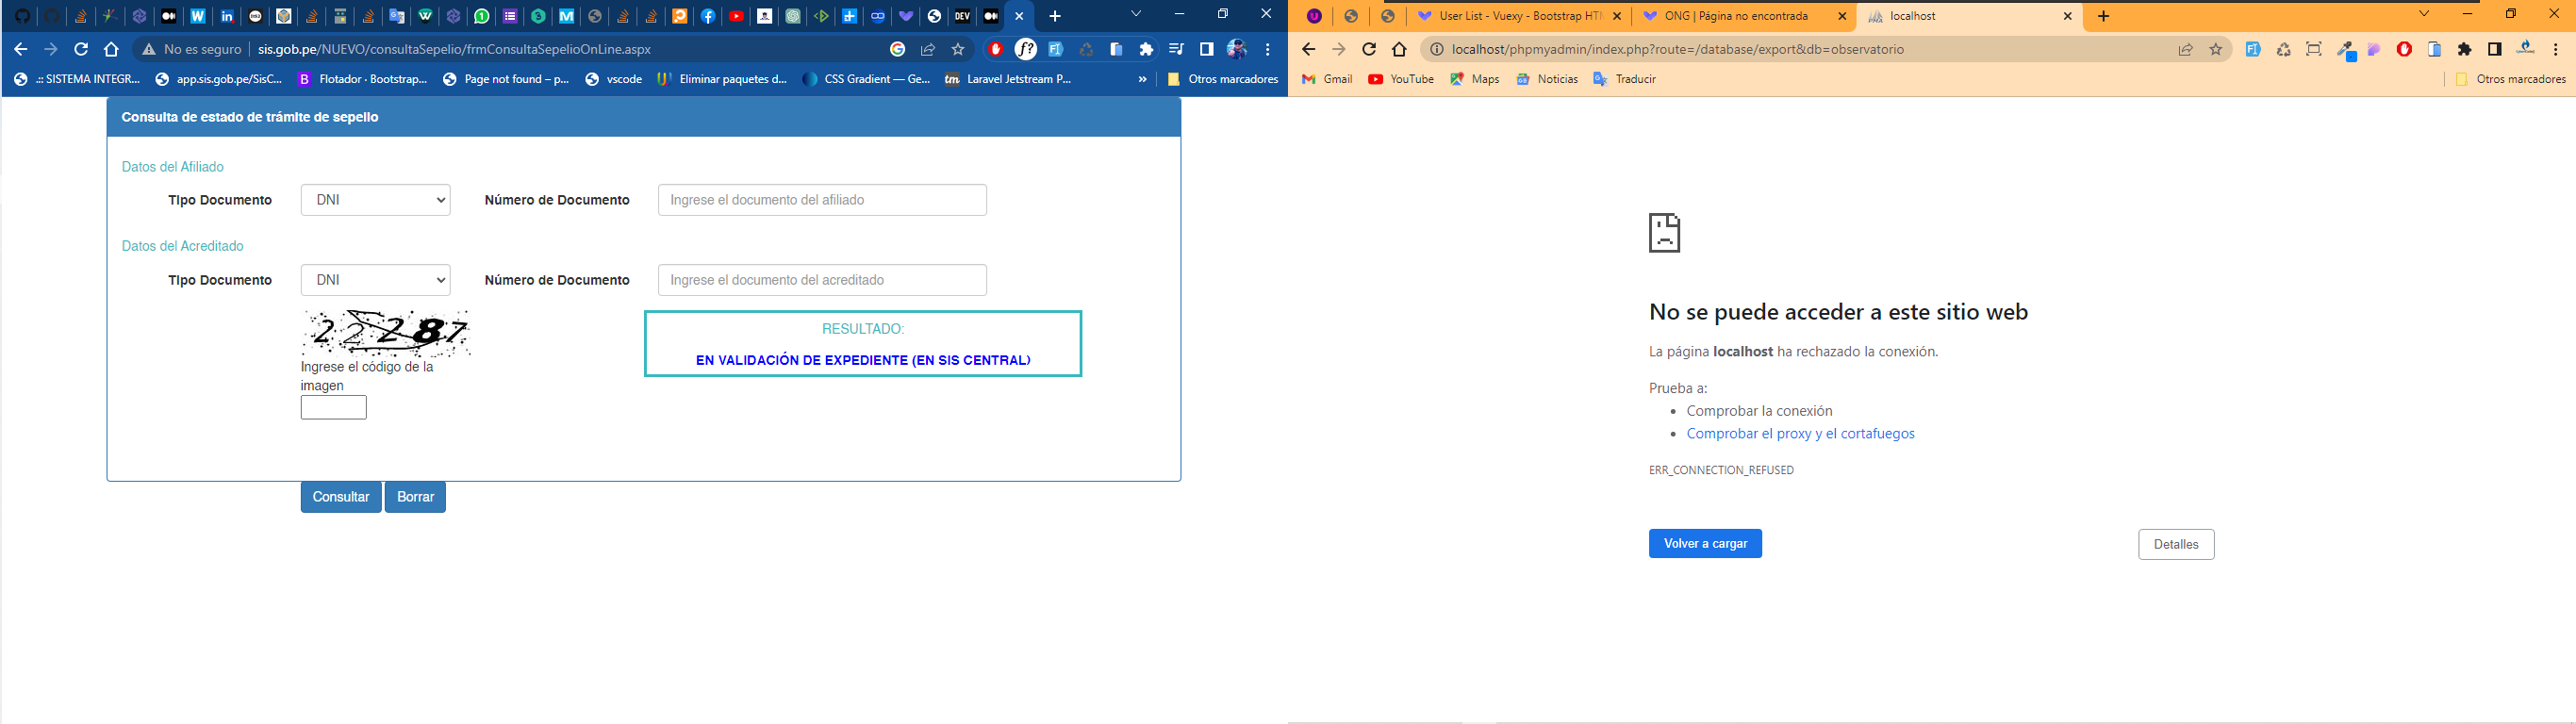 No es seguro | sis.gob.pe/NUEVO/consultaSepelio/frmConsultaSepelioOnLine.aspx
.:: SISTEMA INTEGR... app.sis.gob.pe/SisC... Flotador · Bootstrap... Page not found – p... vscode Eliminar paquetes d... CSS Gradient — Ge... Laravel Jetstream P... » Otros marcadores
Consulta de estado de trámite de sepelio
Datos del Afiliado
Tipo Documento DNI Número de Documento Ingrese el documento del afiliado
Datos del Acreditado
Tipo Documento DNI Número de Documento Ingrese el documento del acreditado
22287
Ingrese el código de la
imagen
RESULTADO:
EN VALIDACIÓN DE EXPEDIENTE (EN SIS CENTRAL)
Consultar Borrar
User List - Vuexy - Bootstrap HTM ONG | Página no encontrada localhost
localhost/phpmyadmin/index.php?route=/database/export&db=observatorio
Gmail YouTube Maps Noticias Traducir Otros marcadores
No se puede acceder a este sitio web
La página localhost ha rechazado la conexión.
Prueba a:
• Comprobar la conexión
• Comprobar el proxy y el cortafuegos
ERR_CONNECTION_REFUSED
Volver a cargar Detalles